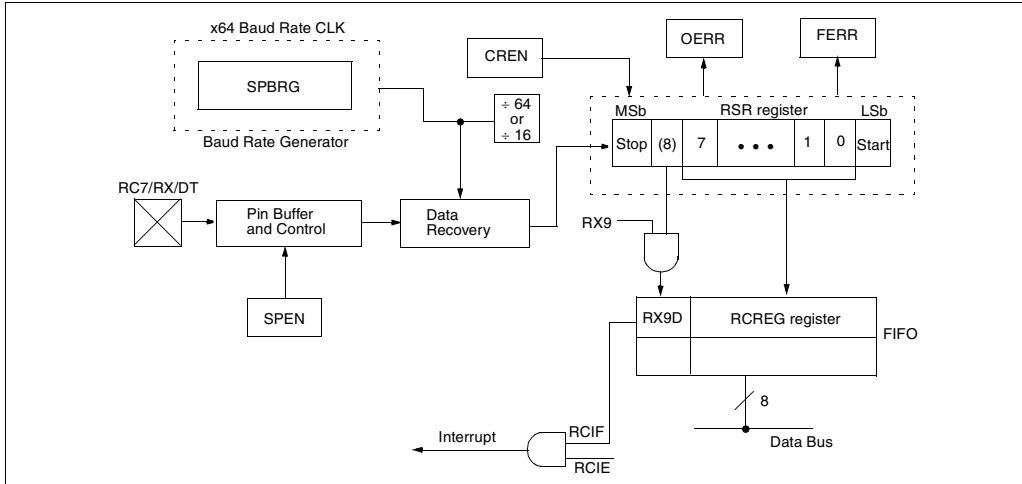 x64 Baud Rate CLK
SPBRG
Baud Rate Generator
CREN
OERR
FERR
÷ 64
or
÷ 16
MSb
RSR register
LSb
Stop (8) 7 • • • 1 0 Start
RC7/RX/DT
Pin Buffer
and Control
Data
Recovery
RX9
SPEN
RX9D
RCREG register
FIFO
8
Data Bus
Interrupt
RCIF
RCIE